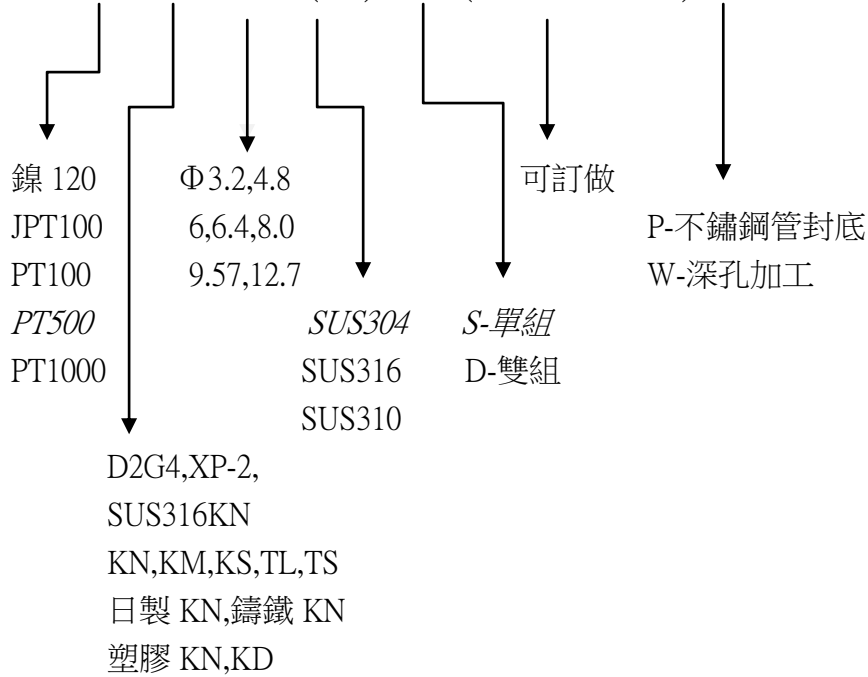 鎳 120
JPT100
PT100
PT500
PT1000
D2G4,XP-2,
SUS316KN
KN,KM,KS,TL,TS
日製 KN,鑄鐵 KN
塑膠 KN,KD
Φ3.2,4.8
6,6.4,8.0
9.57,12.7
SUS304
SUS316
SUS310
S-單組
D-雙組
可訂做
P-不鏽鋼管封底
W-深孔加工